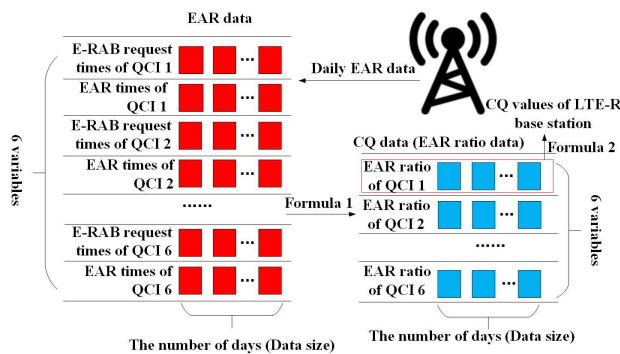 EAR data
E-RAB request
times of QCI 1
EAR times of
QCI 1
E-RAB request
times of QCI 2
EAR times of
QCI 2
......
E-RAB request
times of QCI 6
EAR times of
QCI 6
6 variables
...
...
...
...
...
...
The number of days (Data size)
Daily EAR data
Formula 1
CQ values of LTE-R
base station
Formula 2
CQ data (EAR ratio data)
EAR ratio
of QCI 1
EAR ratio
of QCI 2
......
EAR ratio
of QCI 6
...
...
...
6 variables
The number of days (Data size)